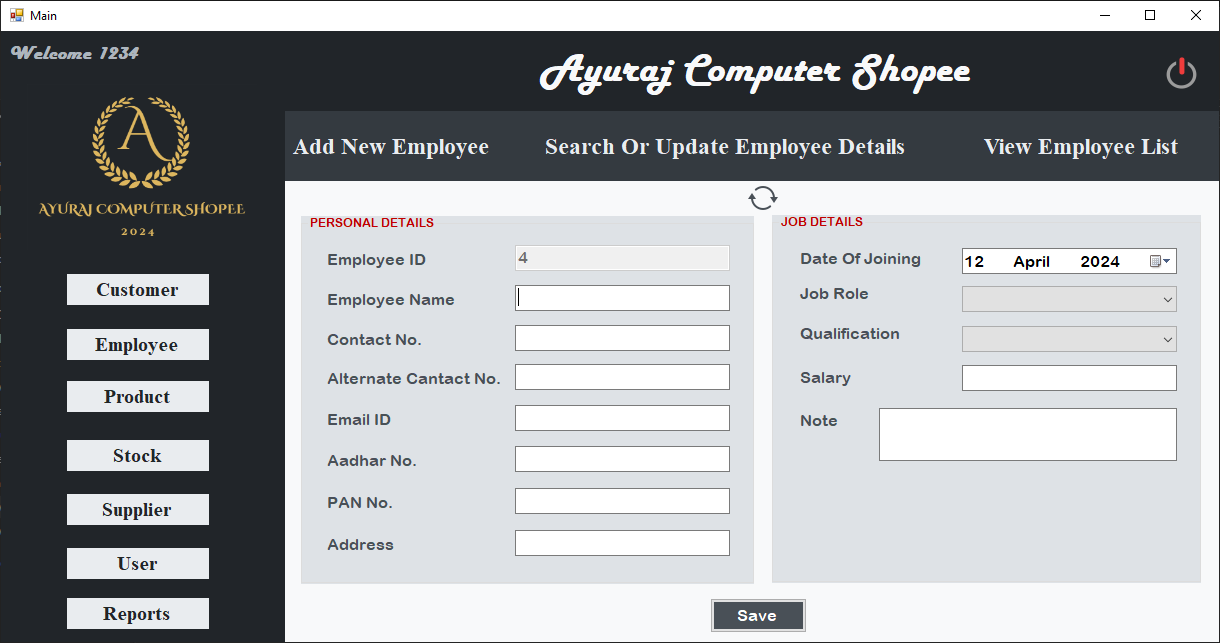 Main
Welcome 1234
Ayuraj Computer Shopee
A
AYURAJ COMPUTER SHOPEE
2024
Add New Employee
Search Or Update Employee Details
View Employee List
Customer
Employee
Product
Stock
Supplier
User
Reports
PERSONAL DETAILS
Employee ID 4
Employee Name
Contact No.
Alternate Cantact No.
Email ID
Aadhar No.
PAN No.
Address
JOB DETAILS
Date Of Joining 12 April 2024
Job Role
Qualification
Salary
Note
Save